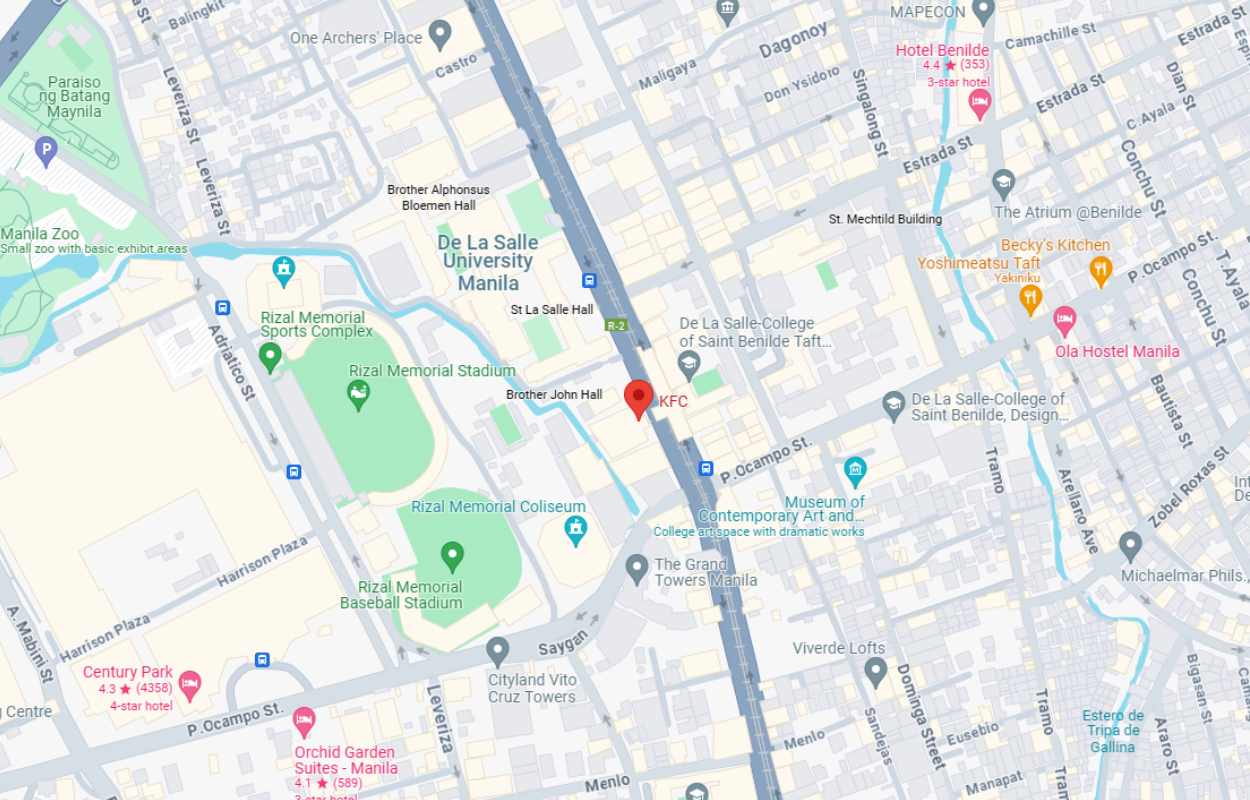 Balingkit
One Archers' Place
MAPECON
Dagonoy
Camachille St
Estrada St
Hotel Benilde
4.4 ★ (353)
3-star hotel
Castro
Maligaya
Don Ysidoro
Singalong St
Estrada St
Dian St
C.Ayala
Paraiso
ng Batang
Maynila
P
Leveriza St
Leveriza St
Estrada St
Conchu St
Brother Alphonsus
Bloemen Hall
St. Mechtild Building
The Atrium @Benilde
Manila Zoo
Small zoo with basic exhibit areas
De La Salle
University
Manila
Becky's Kitchen
Yoshimeatsu Taft
Yakiniku
P.Ocampo St.
T.Ayala
Conchu St
St La Salle Hall
R-2
Rizal Memorial
Sports Complex
De La Salle-College
of Saint Benilde Taft...
Ola Hostel Manila
Adriatico St
Rizal Memorial Stadium
Brother John Hall
KFC
De La Salle-College of
Saint Benilde, Design...
Bautista St
P.Ocampo St.
Tramo
Arellano Ave
Zobel Roxas St
Museum of
Contemporary Art and...
College art space with dramatic works
Rizal Memorial Coliseum
Harrison Plaza
The Grand
Towers Manila
Michaelmar Phils...
Rizal Memorial
Baseball Stadium
A. Mabini St
Harrison Plaza
Saygan
Viverde Lofts
Century Park
4.3 ★ (4358)
4-star hotel
Cityland Vito
Cruz Towers
g Centre
P.Ocampo St.
Leveriza
Dominga Street
Sandejas
Tramo
Bigasan St
Estero de
Tripa de
Gallina
Araro St
Orchid Garden
Suites - Manila
4.1 ★ (589)
3-star hotel
Menlo
Menlo
Eusebio
Manapat